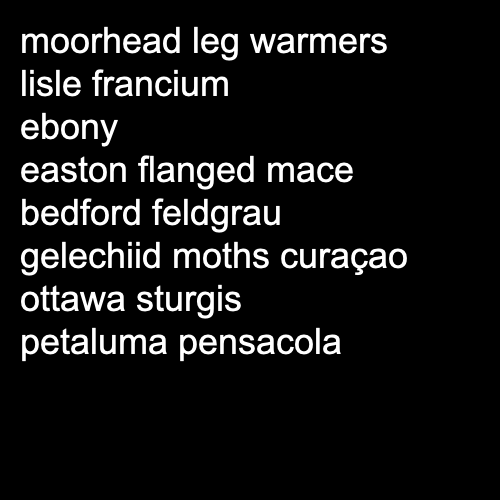 moorhead leg warmers
lisle francium
ebony
easton flanged mace
bedford feldgrau
gelechiid moths curaçao
ottawa sturgis
petaluma pensacola